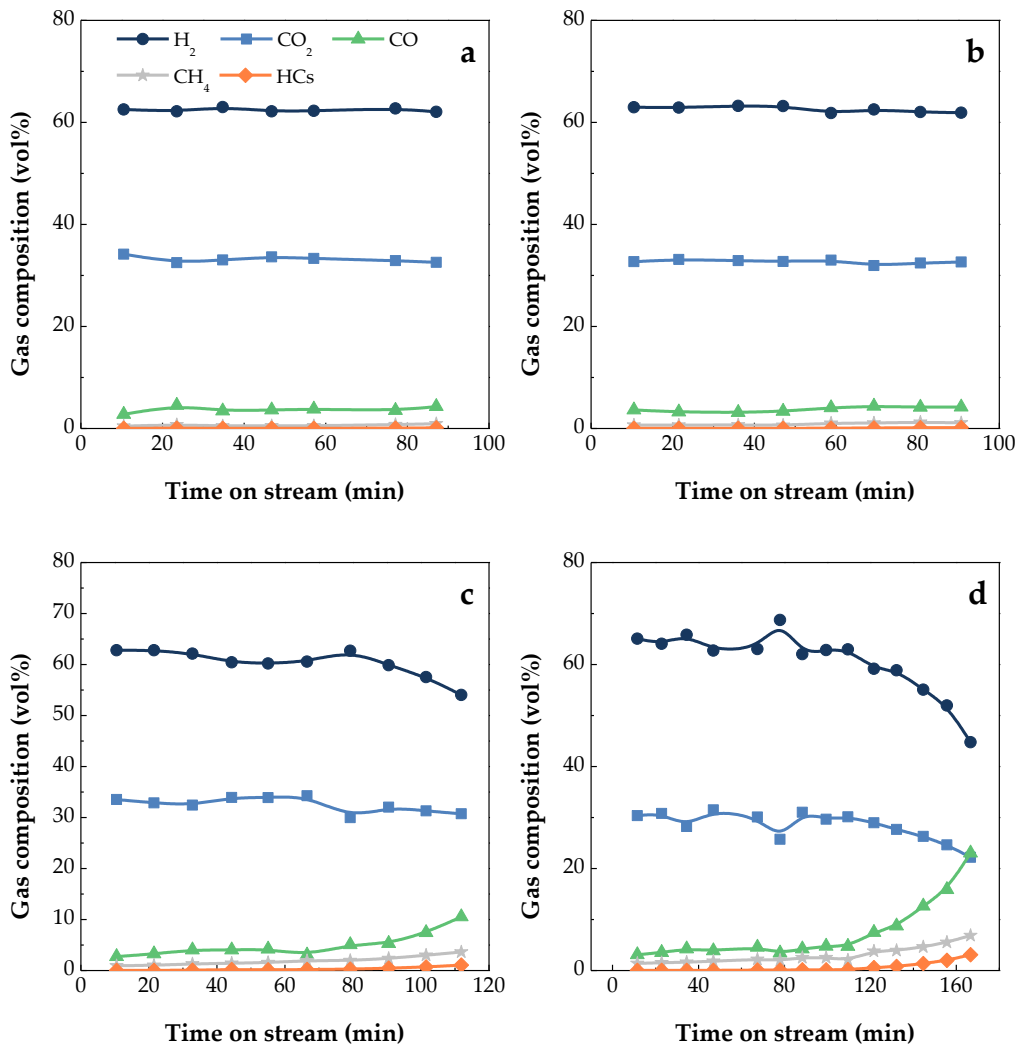 H₂ CO₂ CO
CH₄ HCs
a
Gas composition (vol%)
80
60
40
20
0
0 20 40 60 80 100
Time on stream (min)
b
Gas composition (vol%)
80
60
40
20
0
0 20 40 60 80 100
Time on stream (min)
c
Gas composition (vol%)
80
70
60
50
40
30
20
10
0
0 20 40 60 80 100 120
Time on stream (min)
d
Gas composition (vol%)
80
60
40
20
0
0 40 80 120 160
Time on stream (min)